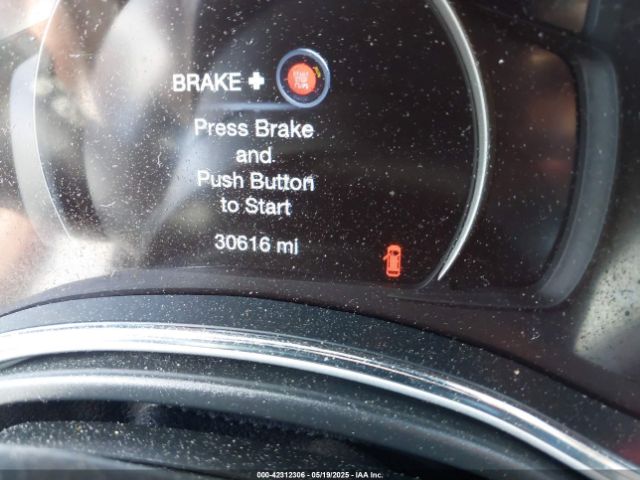 BRAKE +
Press Brake
and
Push Button
to Start
30616 mi
000-42312306 - 05/19/2025 - IAA Inc.